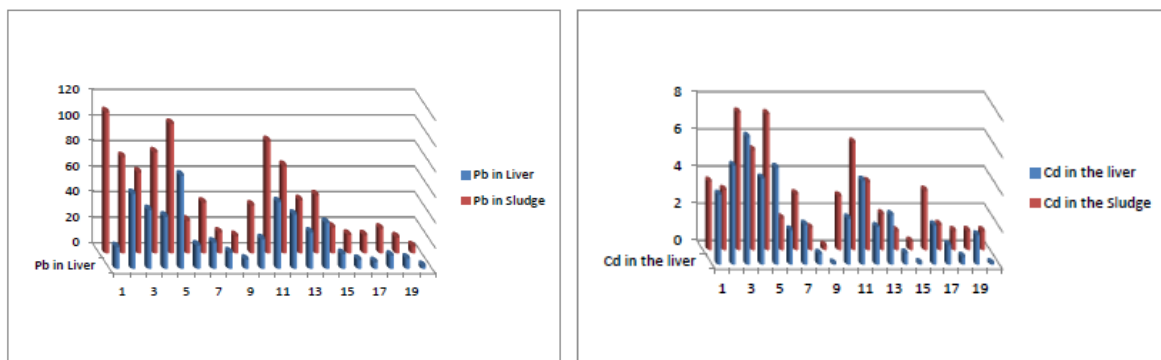 120
100
80
60
40
20
0
Pb in Liver
1 3 5 7 9 11 13 15 17 19
Pb in Liver
Pb in Sludge
8
6
4
2
0
Cd in the liver
1 3 5 7 9 11 13 15 17 19
Cd in the liver
Cd in the Sludge